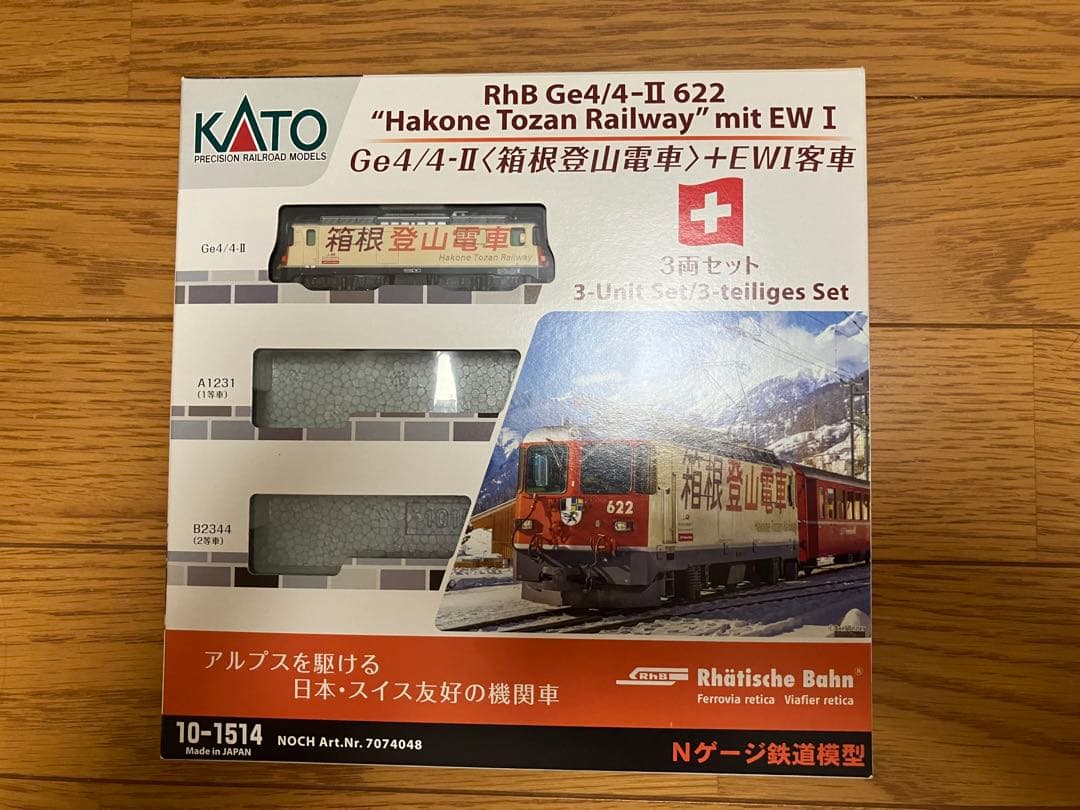 KATO
PRECISION RAILROAD MODELS
RhB Ge4/4-Ⅱ 622
“Hakone Tozan Railway” mit EW Ⅰ
Ge4/4-Ⅱ〈箱根登山電車〉+EWⅠ客車
Ge4/4-Ⅱ
箱根登山電車
Hakone Tozan Railway
3両セット
3-Unit Set/3-teiliges Set
A1231
(1等車)
B2344
(2等車)
箱根登山電車
Hakone Tozan Railway
622
アルプスを駆ける
日本・スイス友好の機関車
RhB
Rhätische Bahn®
Ferrovia retica Viafier retica
10-1514
Made in JAPAN
NOCH Art.Nr. 7074048
Nゲージ鉄道模型